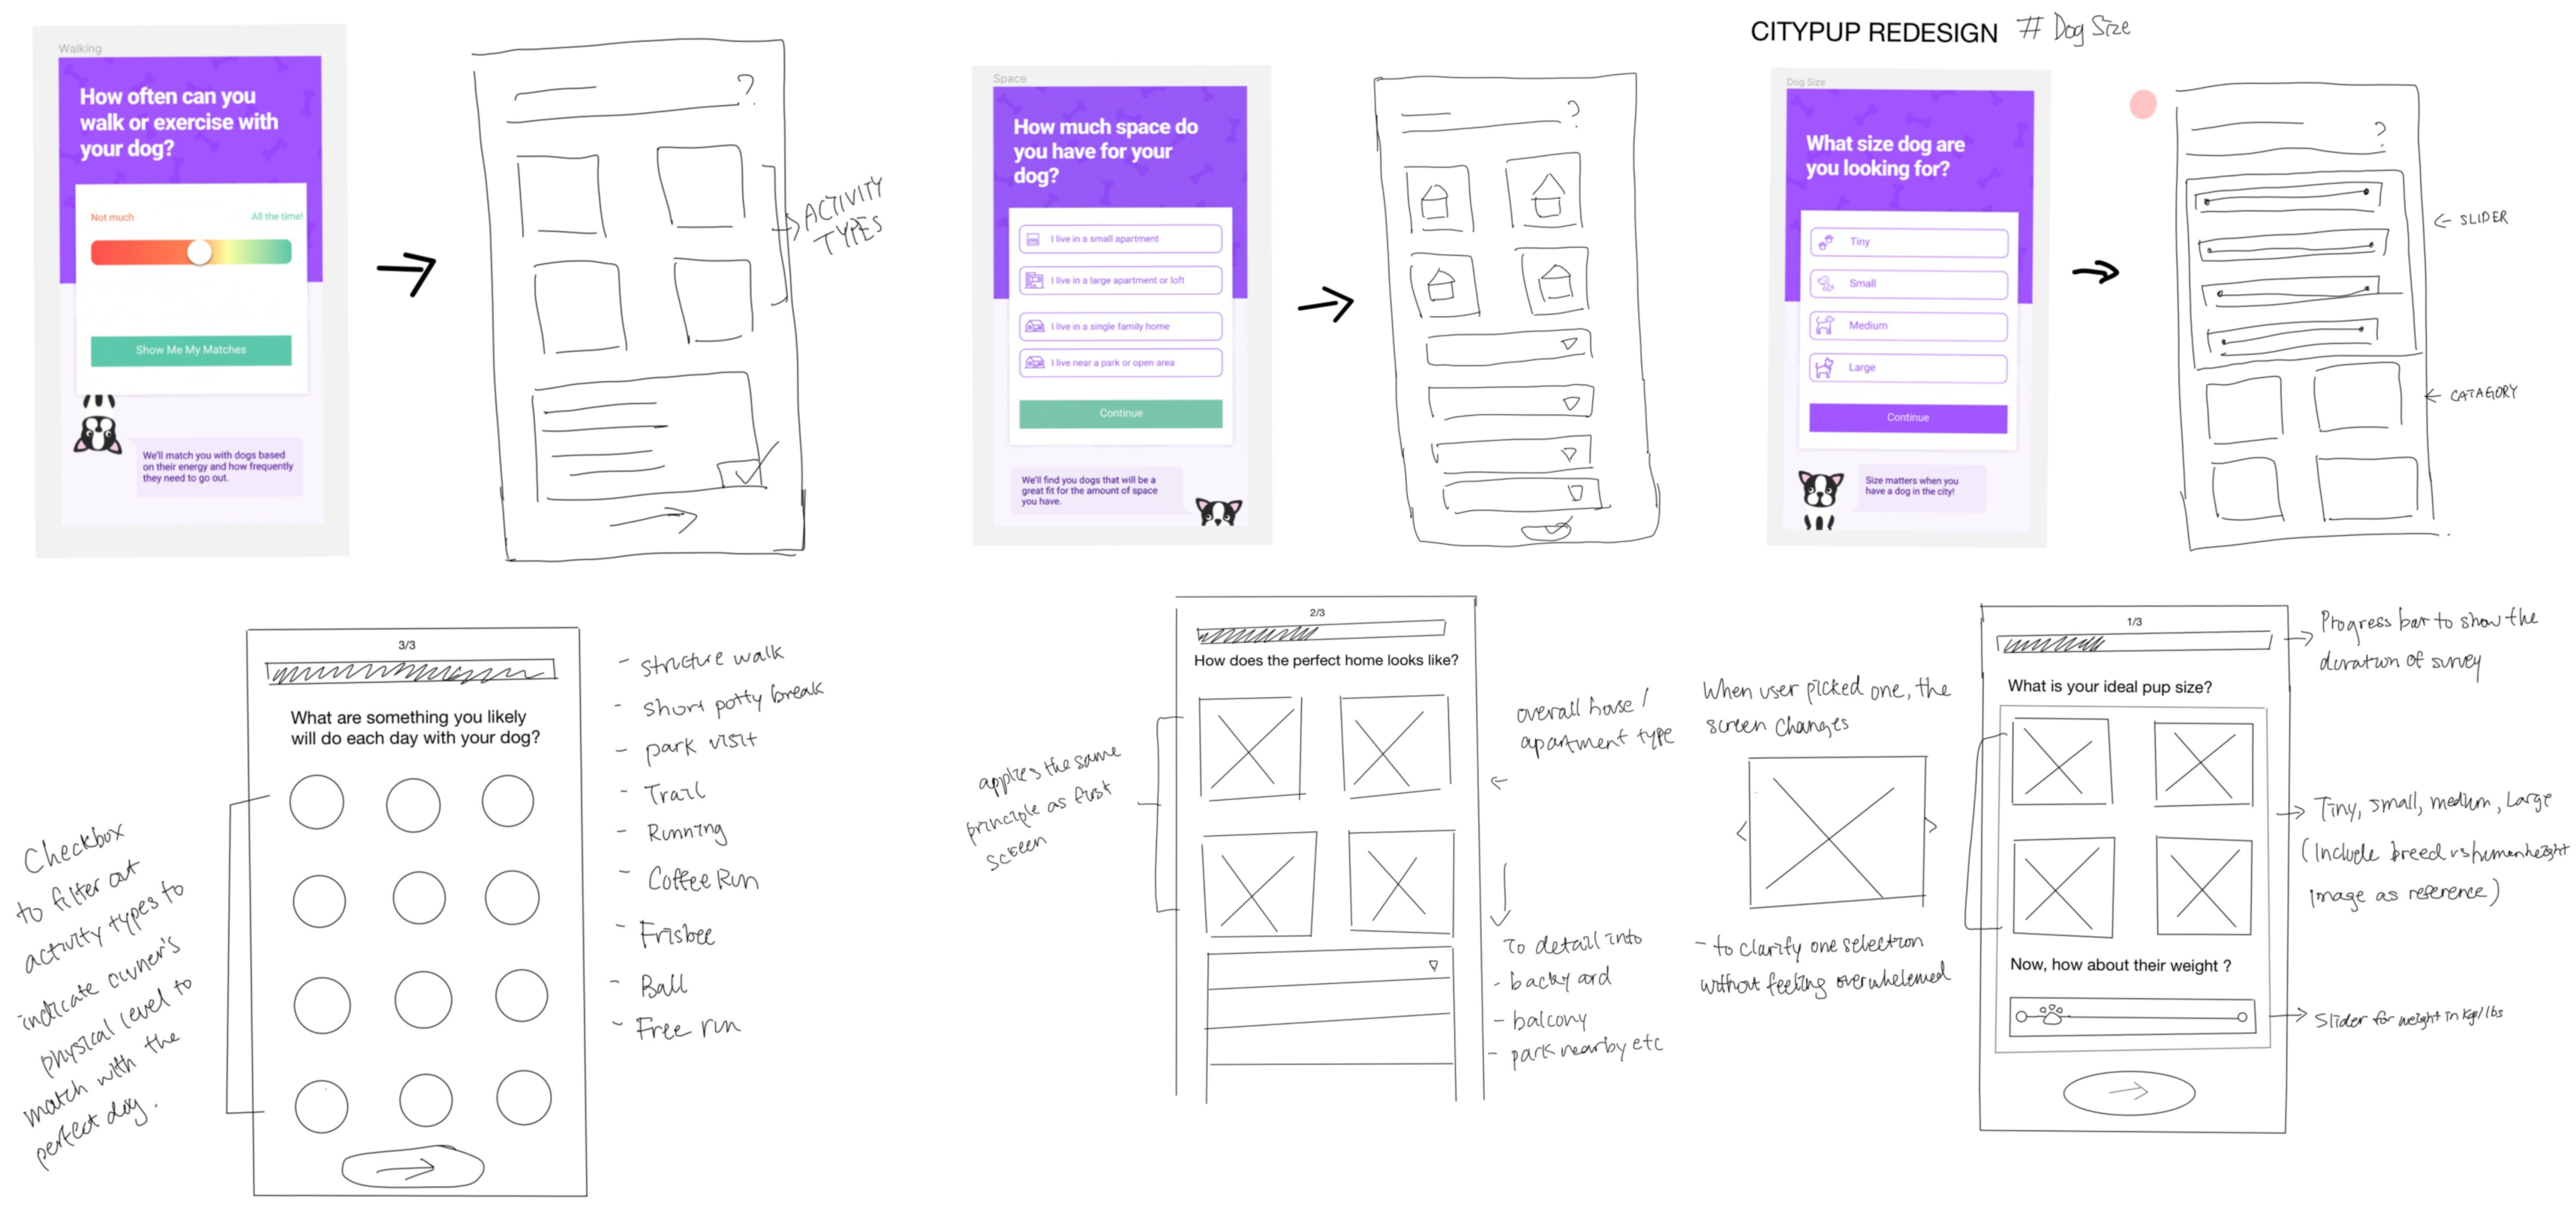 CITYPUP REDESIGN # Dog Size
Walking
How often can you
walk or exercise with
your dog?
Not much
All the time!
Show Me My Matches
We'll match you with dogs based
on their energy and how frequently
they need to go out.
?
ACTIVITY
TYPES
Space
How much space do
you have for your
dog?
I live in a small apartment
I live in a large apartment or loft
I live in a single family home
I live near a park or open area
Continue
We'll find you dogs that will be a
great fit for the amount of space
you have.
?
Dog Size
What size dog are
you looking for?
Tiny
Small
Medium
Large
Continue
Size matters when you
have a dog in the city!
?
SLIDER
CATAGORY
Checkbox
to filter out
activity types to
indicate owner's
physical level to
match with the
perfect dog.
3/3
What are something you likely
will do each day with your dog?
- structure walk
- short potty break
- park visit
- Trail
- Running
- Coffee Run
- Frisbee
- Ball
- Free run
applies the same
principle as first
screen
2/3
How does the perfect home looks like?
overall house /
apartment type
To detail into
- backyard
- balcony
- park nearby etc
When user picked one, the
screen changes
- to clarify one selection
without feeling overwhelemed
1/3
What is your ideal pup size?
Now, how about their weight ?
Progress bar to show the
duration of survey
Tiny, small, medium, Large
(Include breed vs human height
image as reference)
Slider for weight in Kg/lbs